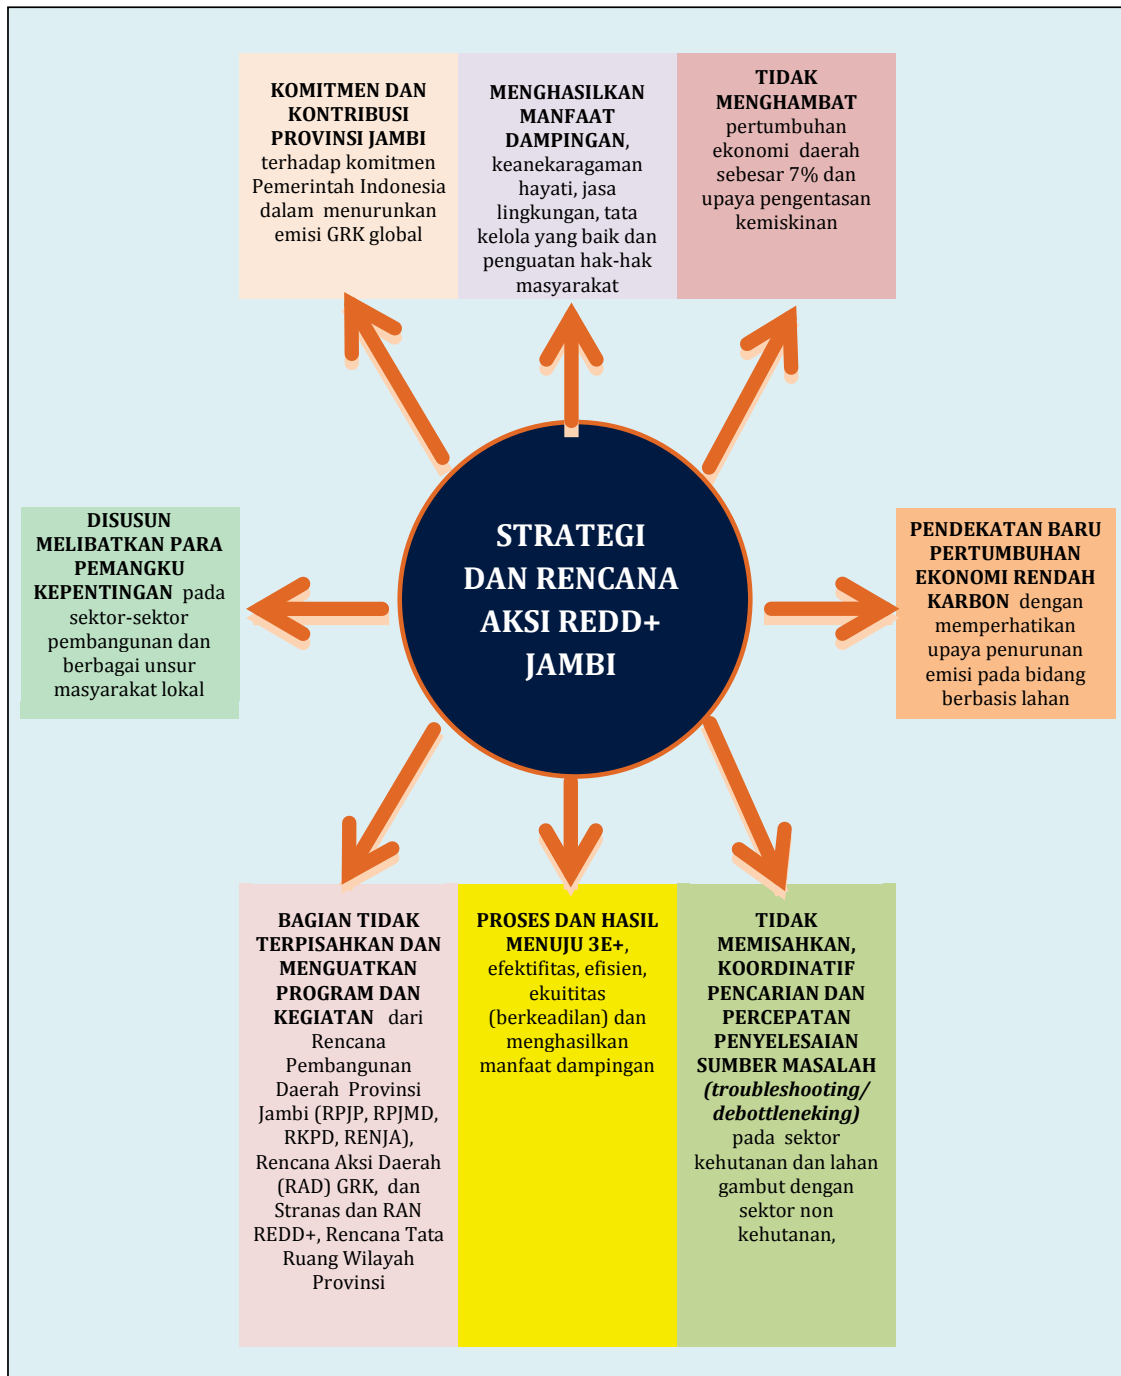 KOMITMEN DAN
KONTRIBUSI
PROVINSI JAMBI
terhadap komitmen
Pemerintah Indonesia
dalam menurunkan
emisi GRK global
MENGHASILKAN
MANFAAT
DAMPINGAN,
keanekaragaman
hayati, jasa
lingkungan, tata
kelola yang baik dan
penguatan hak-hak
masyarakat
TIDAK
MENGHAMBAT
pertumbuhan
ekonomi daerah
sebesar 7% dan
upaya pengentasan
kemiskinan
DISUSUN
MELIBATKAN PARA
PEMANGKU
KEPENTINGAN pada
sektor-sektor
pembangunan dan
berbagai unsur
masyarakat lokal
STRATEGI
DAN RENCANA
AKSI REDD+
JAMBI
PENDEKATAN BARU
PERTUMBUHAN
EKONOMI RENDAH
KARBON dengan
memperhatikan
upaya penurunan
emisi pada bidang
berbasis lahan
BAGIAN TIDAK
TERPISAHKAN DAN
MENGUATKAN
PROGRAM DAN
KEGIATAN dari
Rencana
Pembangunan
Daerah Provinsi
Jambi (RPJP, RPJMD,
RKPD, RENJA),
Rencana Aksi Daerah
(RAD) GRK, dan
Stranas dan RAN
REDD+, Rencana Tata
Ruang Wilayah
Provinsi
PROSES DAN HASIL
MENUJU 3E+,
efektifitas, efisien,
ekuititas
(berkeadilan) dan
menghasilkan
manfaat dampingan
TIDAK
MEMISAHKAN,
KOORDINATIF
PENCARIAN DAN
PERCEPATAN
PENYELESAIAN
SUMBER MASALAH
(troubleshooting/
debottleneking)
pada sektor
kehutanan dan lahan
gambut dengan
sektor non
kehutanan,